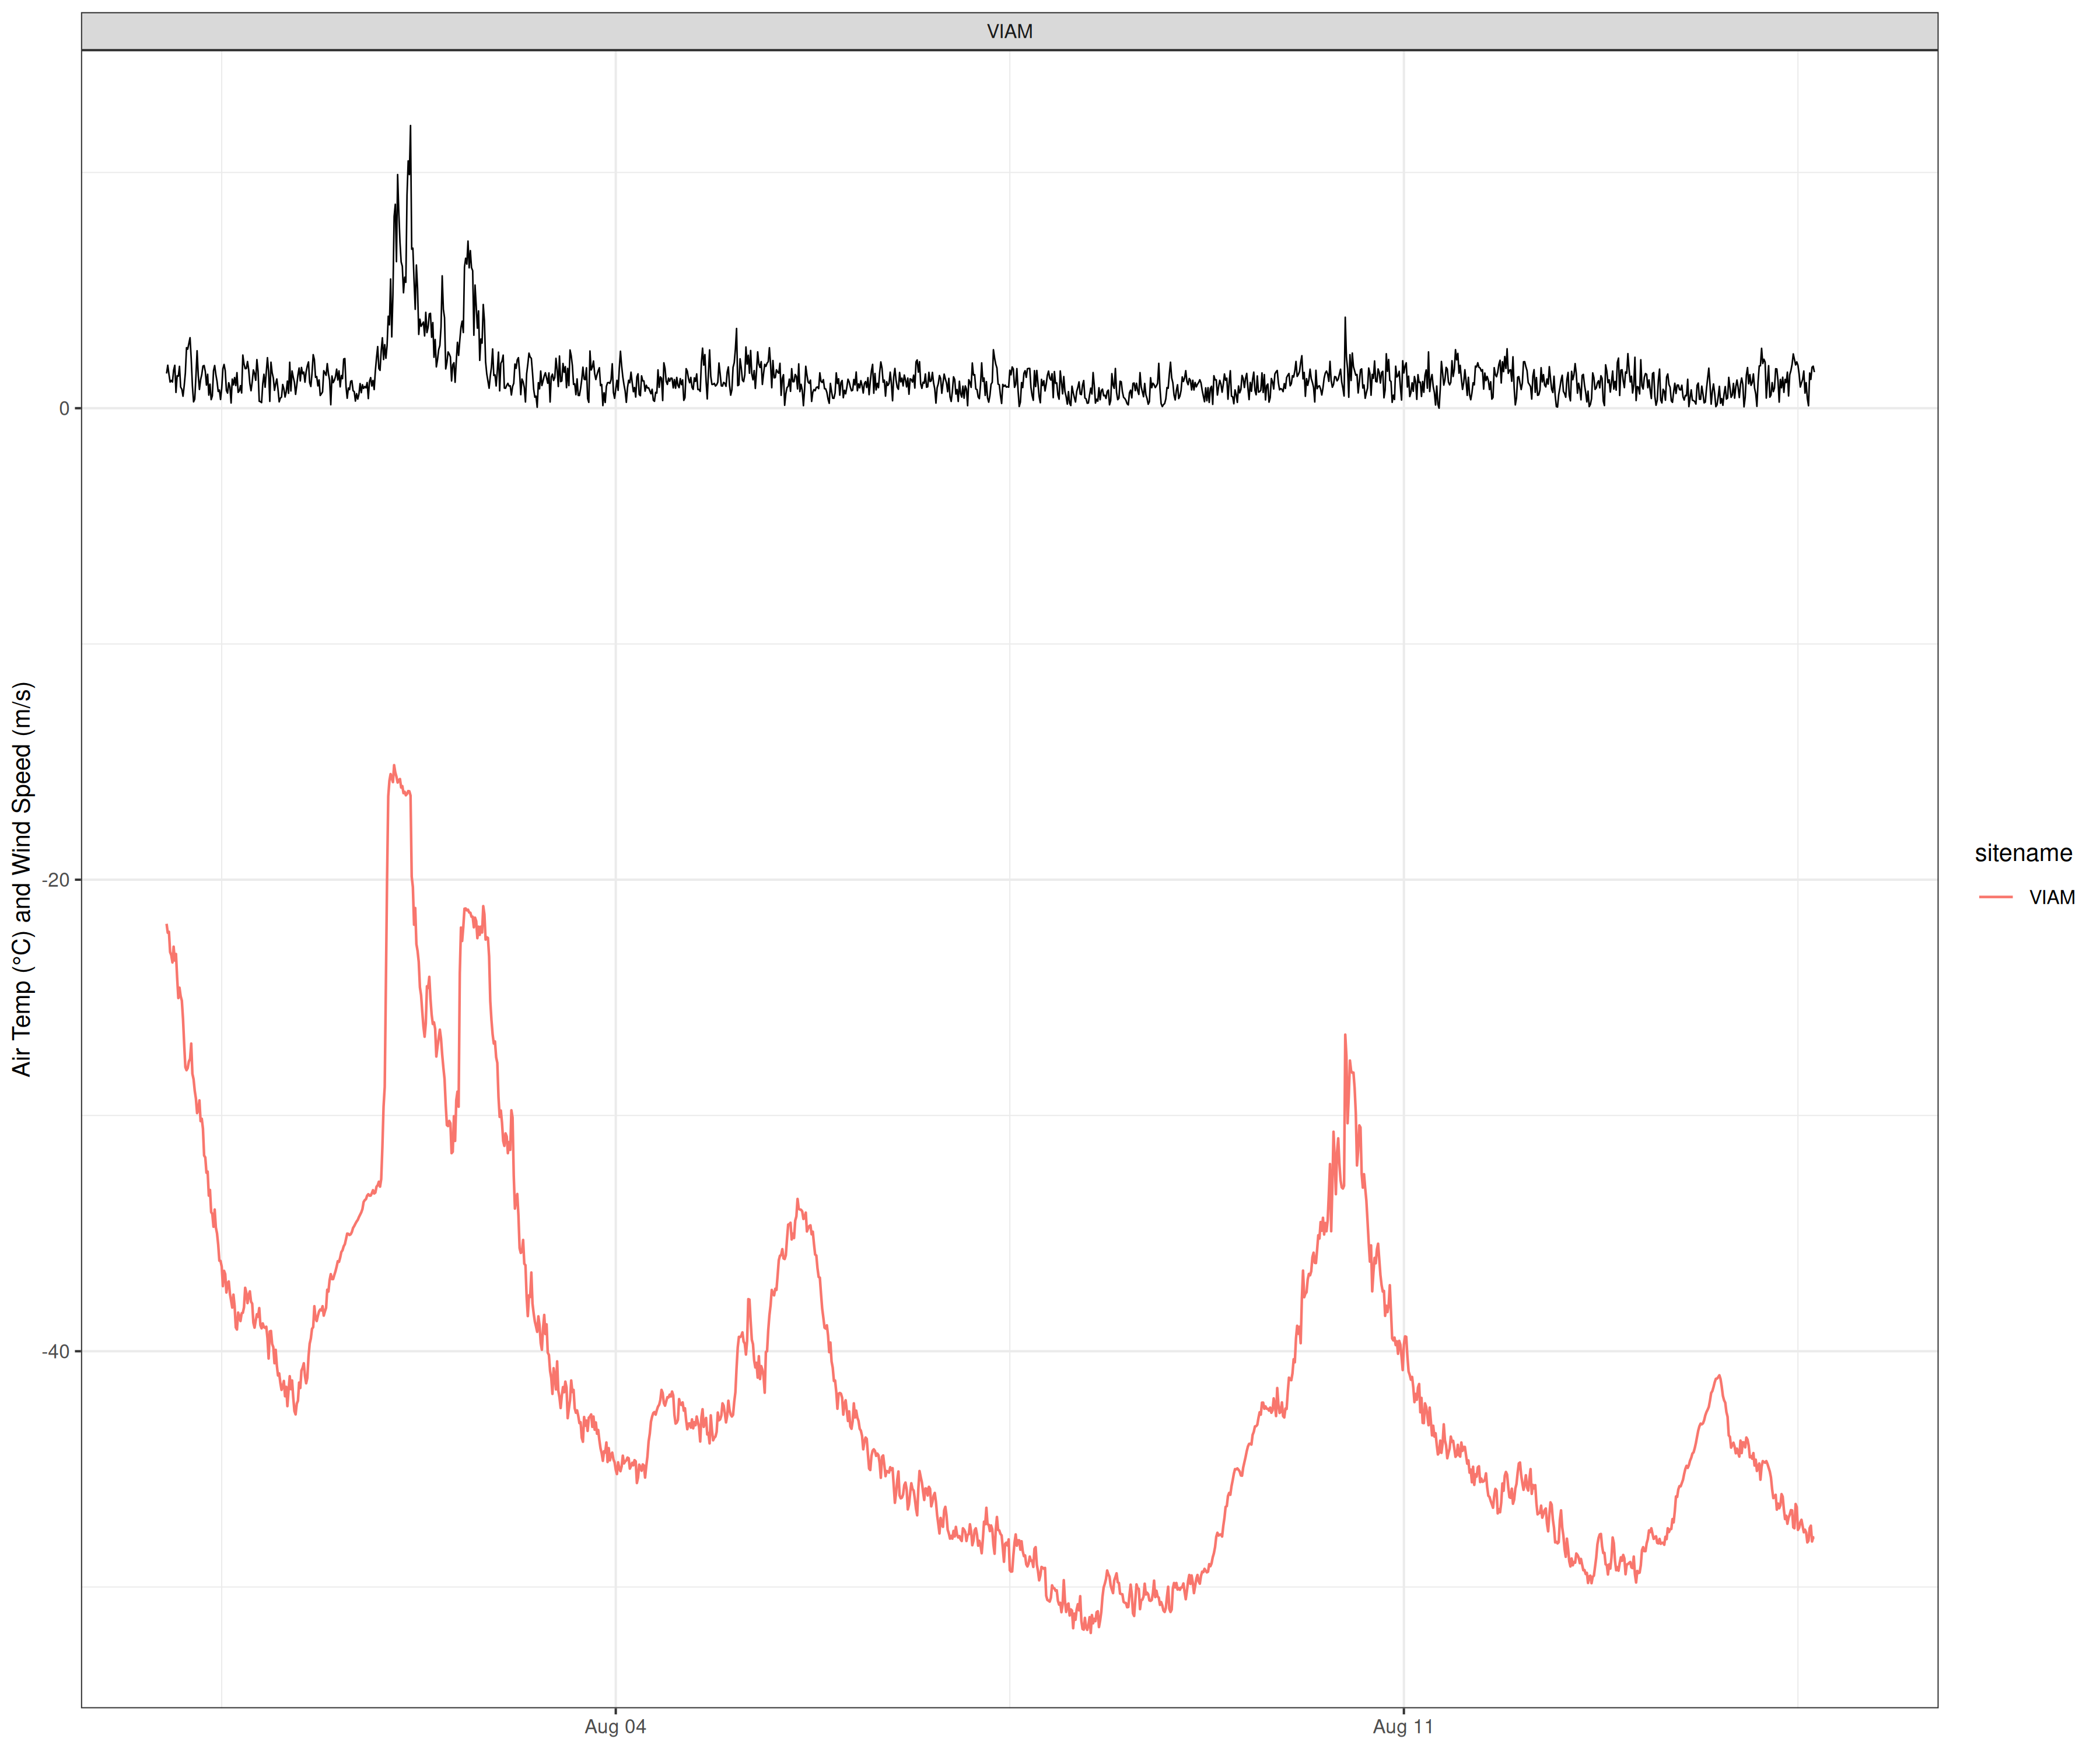 VIAM
Air Temp (°C) and Wind Speed (m/s)
0
-20
-40
Aug 04
Aug 11
sitename
VIAM